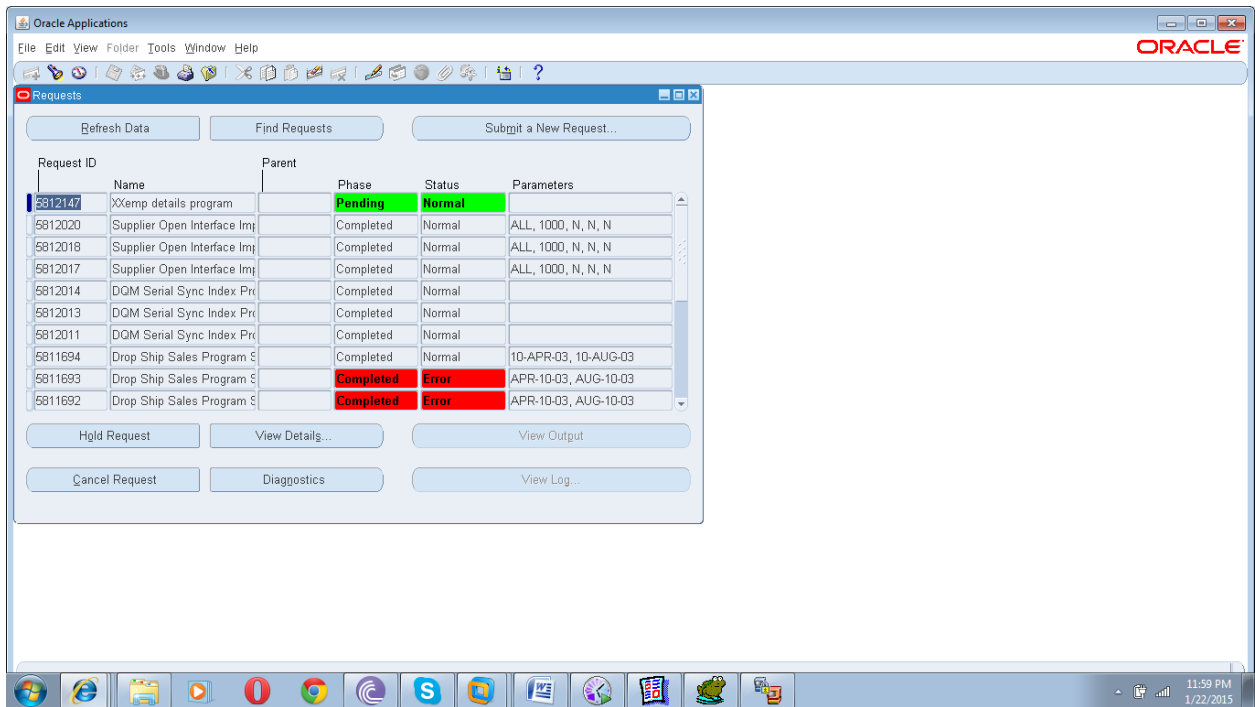 Oracle Applications
File Edit View Folder Tools Window Help
ORACLE
Requests
Refresh Data Find Requests Submit a New Request...
Request ID Parent
Name Phase Status Parameters
5812147 XXemp details program Pending Normal
5812020 Supplier Open Interface Imp Completed Normal ALL, 1000, N, N, N
5812018 Supplier Open Interface Imp Completed Normal ALL, 1000, N, N, N
5812017 Supplier Open Interface Imp Completed Normal ALL, 1000, N, N, N
5812014 DQM Serial Sync Index Pro Completed Normal
5812013 DQM Serial Sync Index Pro Completed Normal
5812011 DQM Serial Sync Index Pro Completed Normal
5811694 Drop Ship Sales Program S Completed Normal 10-APR-03, 10-AUG-03
5811693 Drop Ship Sales Program S Completed Error APR-10-03, AUG-10-03
5811692 Drop Ship Sales Program S Completed Error APR-10-03, AUG-10-03
Hold Request View Details... View Output
Cancel Request Diagnostics View Log...
11:59 PM
1/22/2015